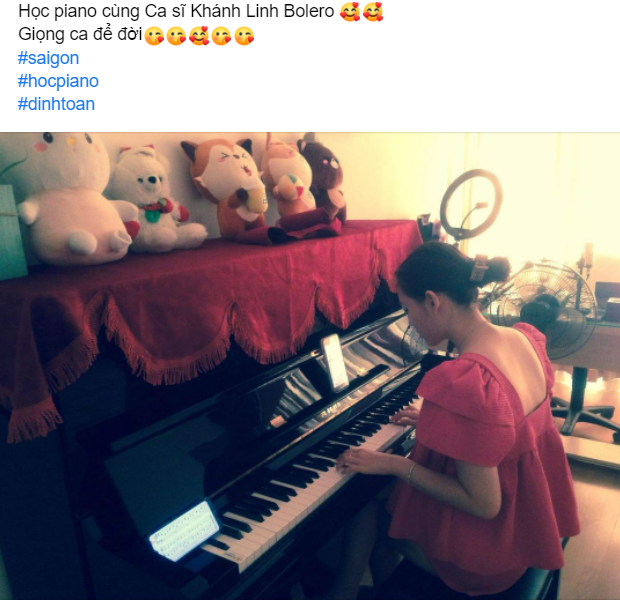 Học piano cùng Ca sĩ Khánh Linh Bolero 🥰🥰
Giọng ca để đời😘😘🥰😘😘
#saigon
#hocpiano
#dinhtoan